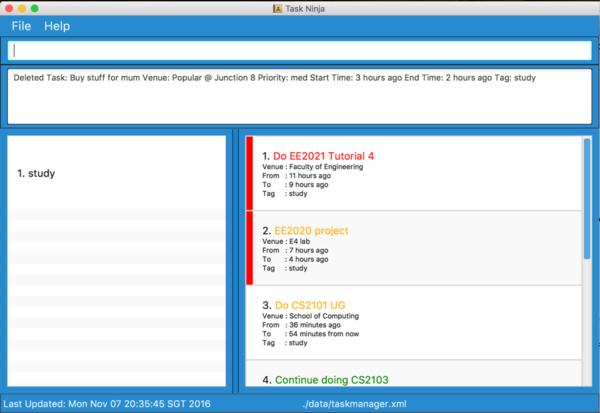 Task Ninja
File Help
Deleted Task: Buy stuff for mum Venue: Popular @ Junction 8 Priority: med Start Time: 3 hours ago End Time: 2 hours ago Tag: study
1. study
1. Do EE2021 Tutorial 4
Venue : Faculty of Engineering
From : 11 hours ago
To : 9 hours ago
Tag : study
2. EE2020 project
Venue : E4 lab
From : 7 hours ago
To : 4 hours ago
Tag : study
3. Do CS2101 UG
Venue : School of Computing
From : 36 minutes ago
To : 54 minutes from now
Tag : study
4. Continue doing CS2103
Last Updated: Mon Nov 07 20:35:45 SGT 2016
./data/taskmanager.xml